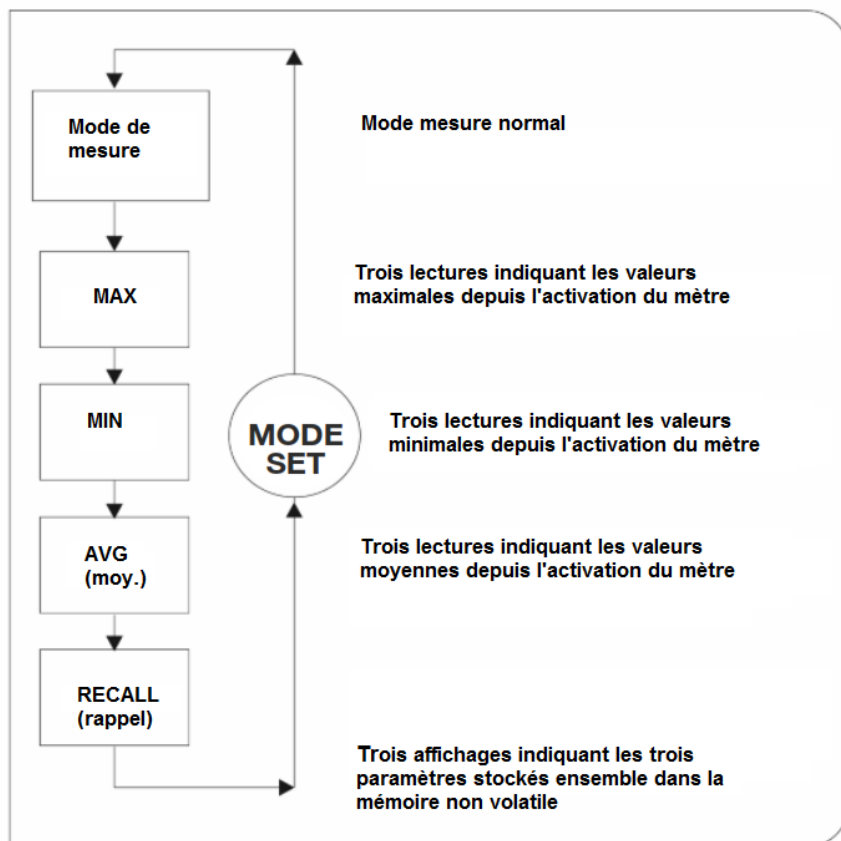 Mode de
mesure
Mode mesure normal
MAX
Trois lectures indiquant les valeurs
maximales depuis l'activation du mètre
MIN
MODE
SET
Trois lectures indiquant les valeurs
minimales depuis l'activation du mètre
AVG
(moy.)
Trois lectures indiquant les valeurs
moyennes depuis l'activation du mètre
RECALL
(rappel)
Trois affichages indiquant les trois
paramètres stockés ensemble dans la
mémoire non volatile